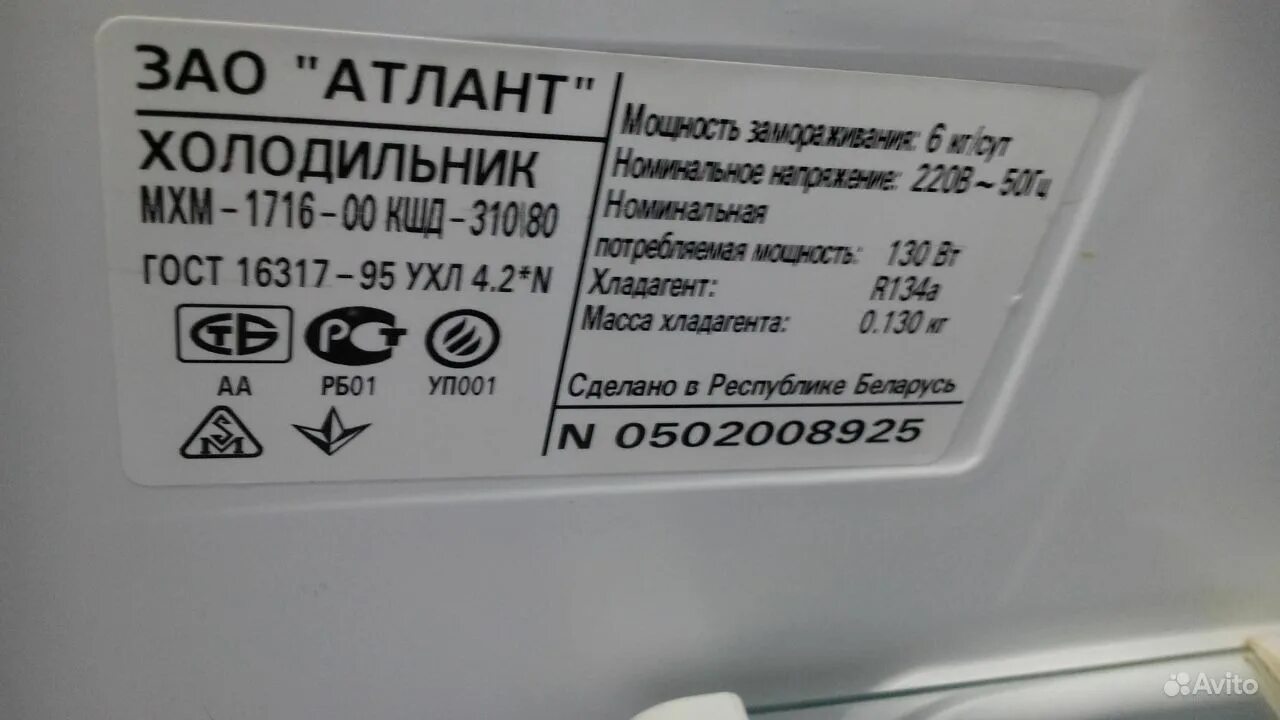 ЗАО "АТЛАНТ"
ХОЛОДИЛЬНИК
МХМ-1716-00 КШД-310\80
ГОСТ 16317-95 УХЛ 4.2*N
СТБ
РСТ
АА
РБ01
УП001
Мощность замораживания: 6 кг/сут
Номинальное напряжение: 220В ~ 50Гц
Номинальная
потребляемая мощность: 130 Вт
Хладагент: R134a
Масса хладагента: 0.130 кг
Сделано в Республике Беларусь
N 0502008925
Avito